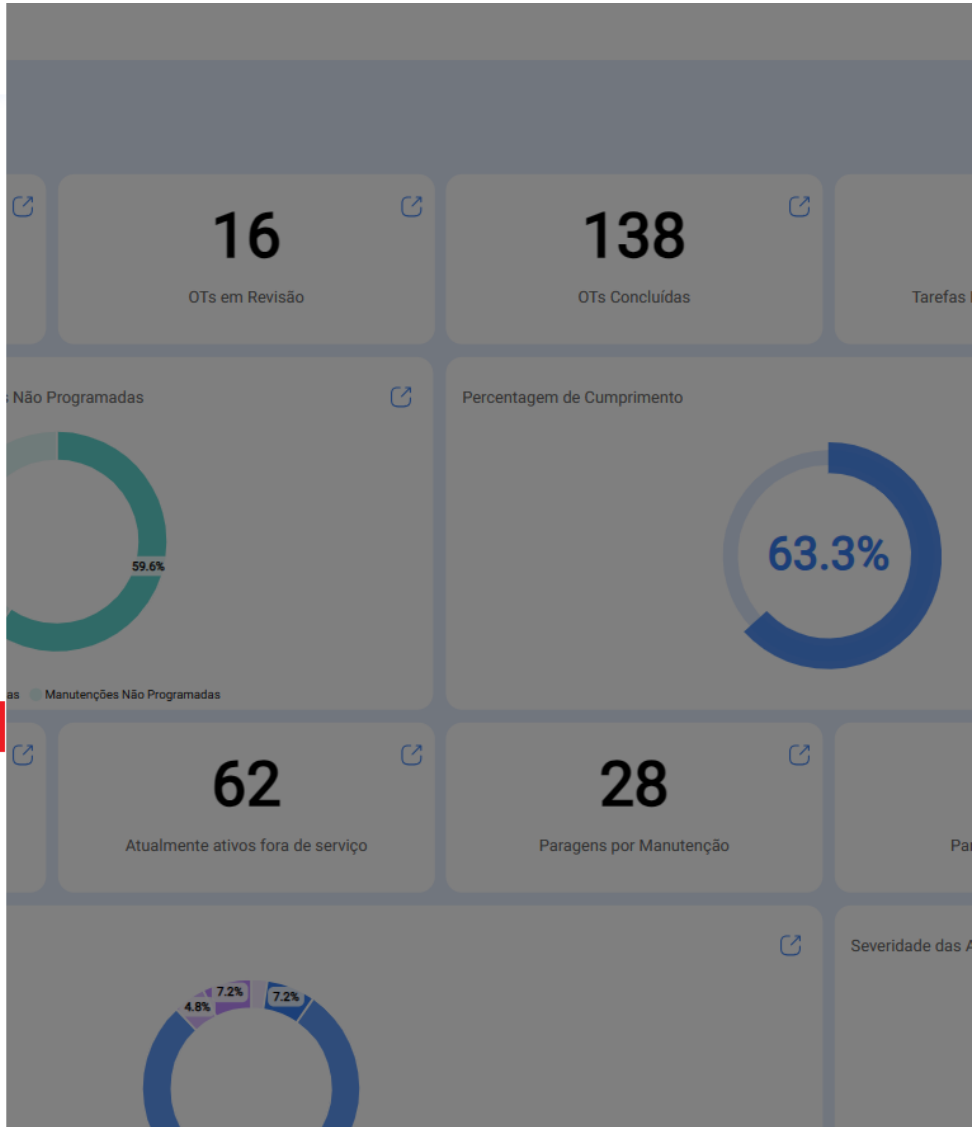 16
OTs em Revisão
138
OTs Concluídas
Tarefas
Não Programadas
59.6%
as Manutenções Não Programadas
Percentagem de Cumprimento
63.3%
62
Atualmente ativos fora de serviço
28
Paragens por Manutenção
Par
4.8%
7.2%
7.2%
Severidade das A